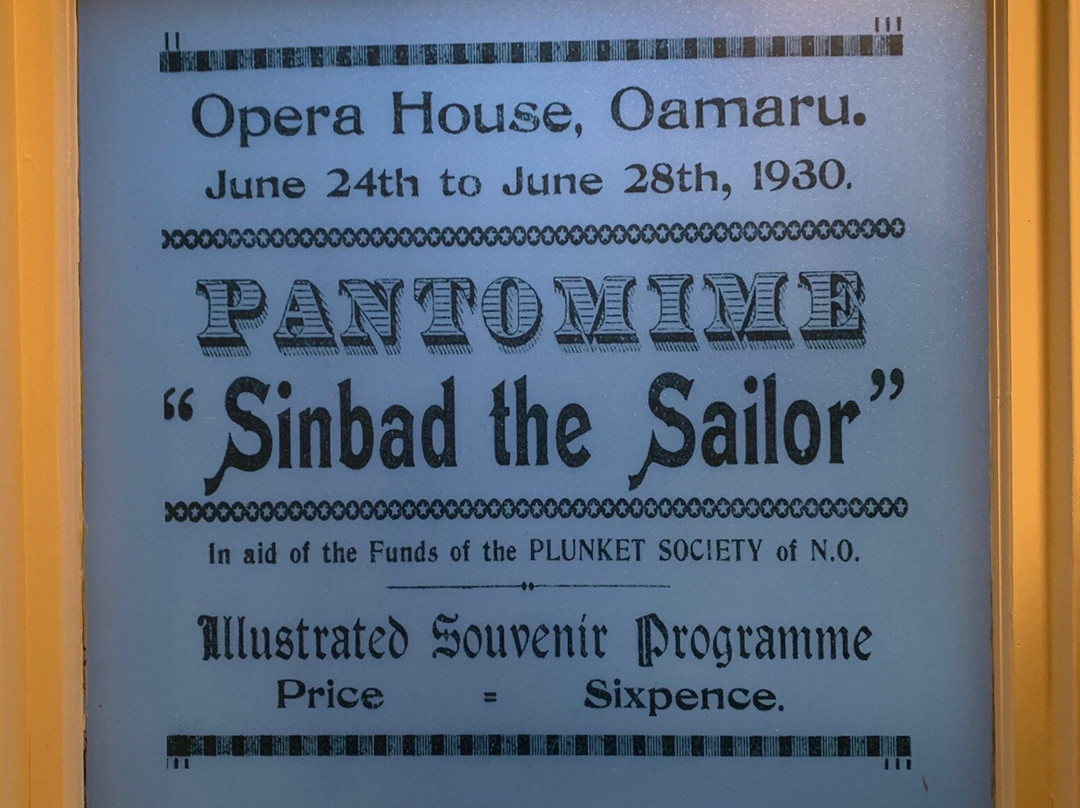 Opera House, Oamaru.
June 24th to June 28th, 1930.
PANTOMIME
“Sinbad the Sailor”
In aid of the Funds of the PLUNKET SOCIETY of N.O.
Illustrated Souvenir Programme
Price = Sixpence.